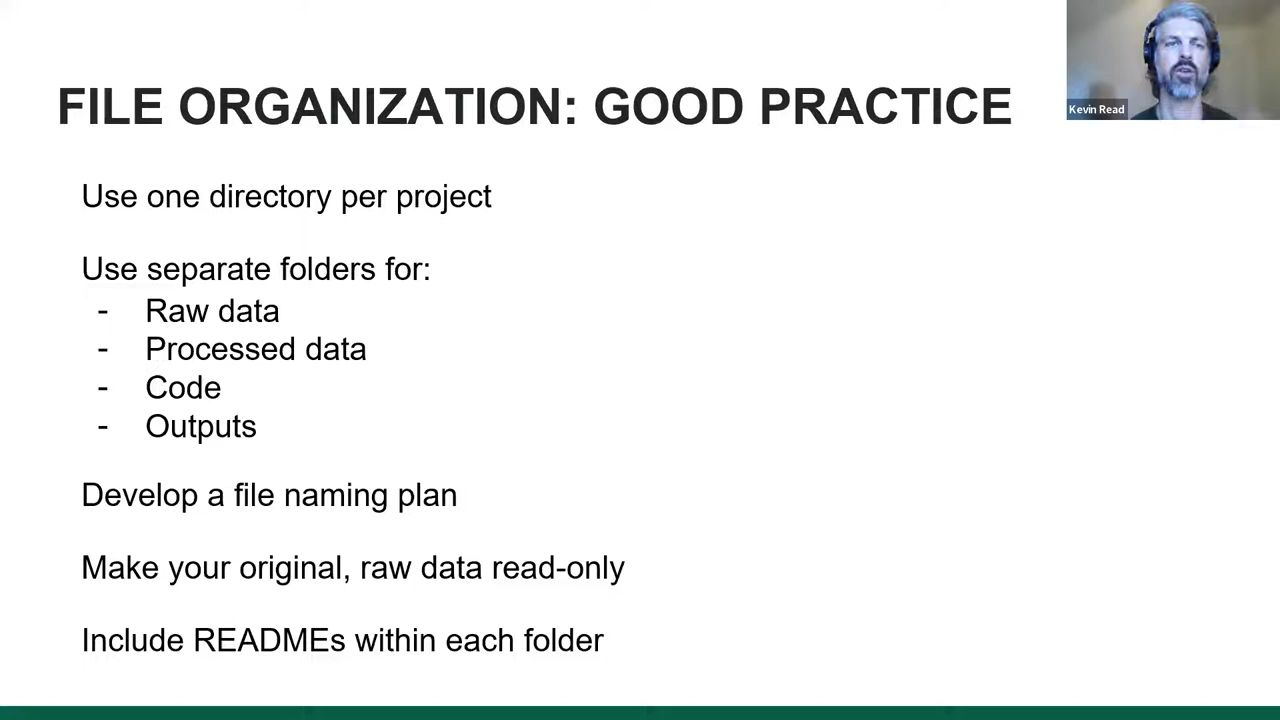 FILE ORGANIZATION: GOOD PRACTICE
Kevin Read
Use one directory per project
Use separate folders for:
- Raw data
- Processed data
- Code
- Outputs
Develop a file naming plan
Make your original, raw data read-only
Include READMEs within each folder